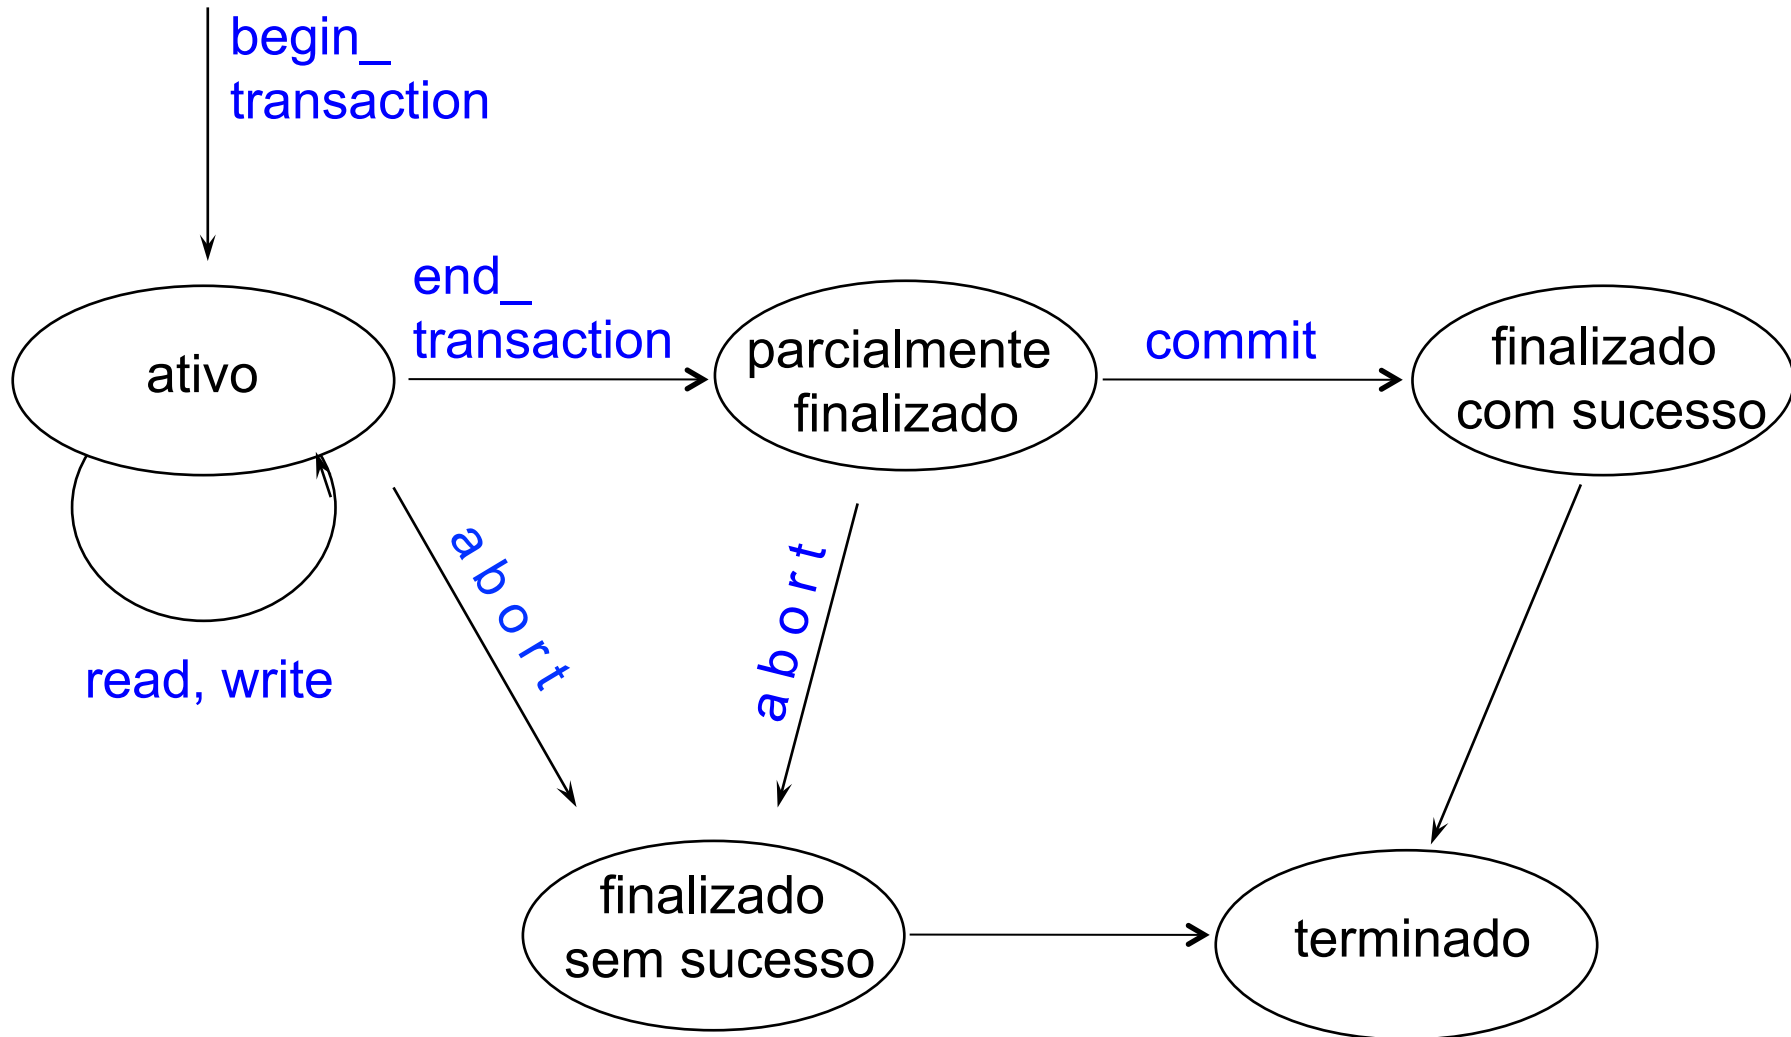 begin_
transaction
end_
transaction
ativo
parcialmente
finalizado
commit
finalizado
com sucesso
abort
abort
read, write
finalizado
sem sucesso
terminado